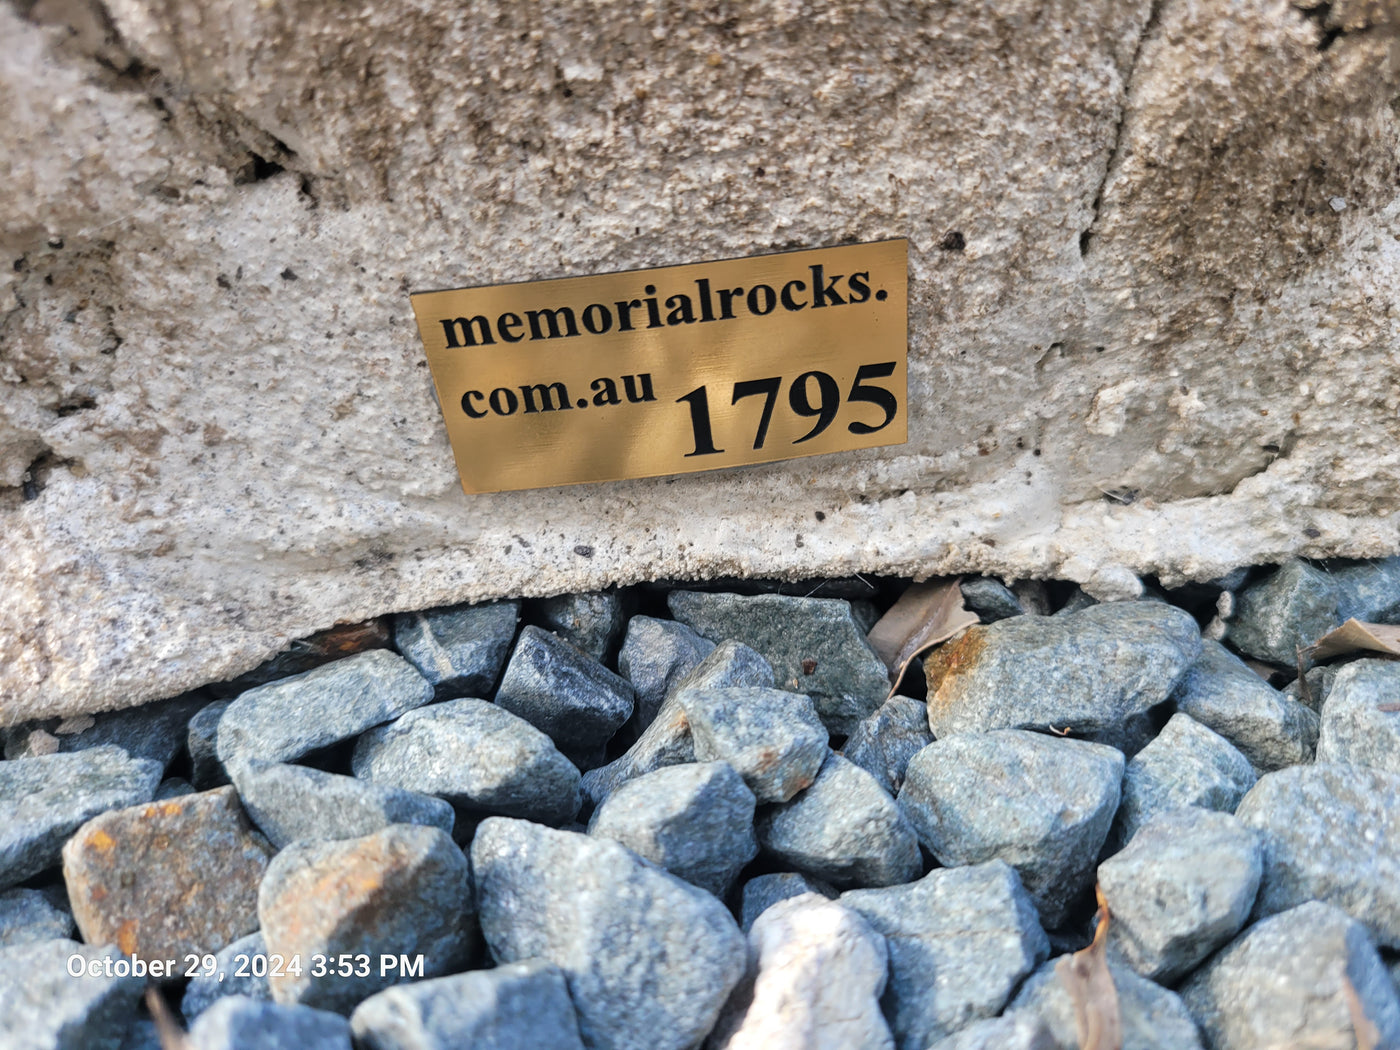 memorialrocks.
com.au 1795
October 29, 2024 3:53 PM